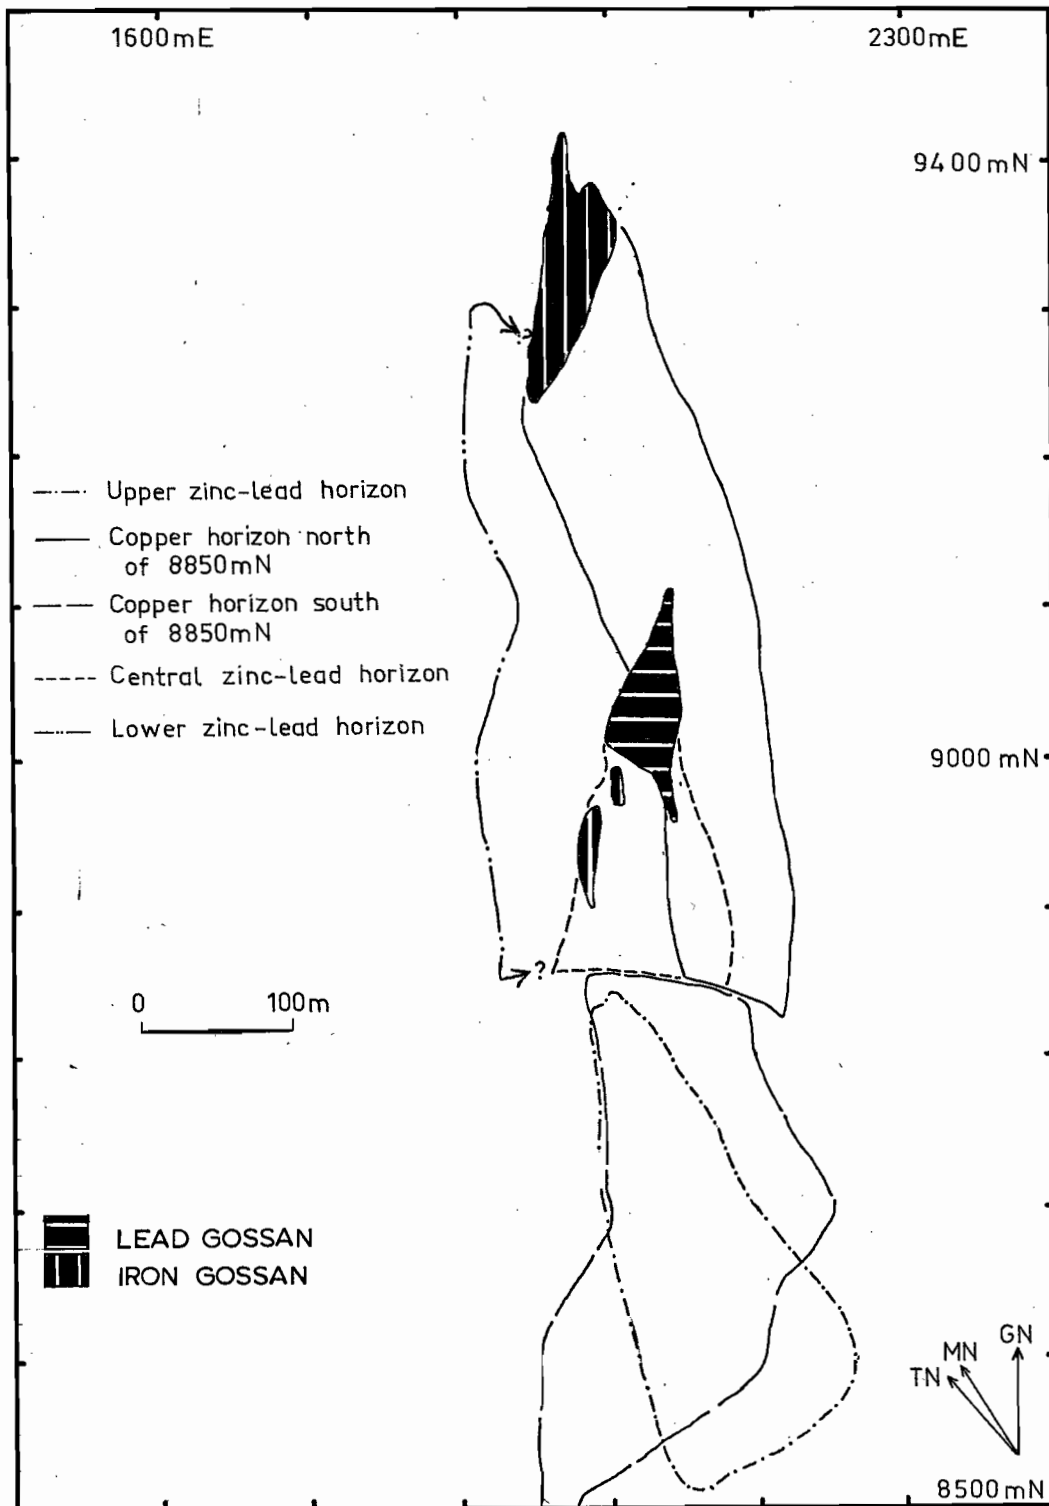 1600mE
2300mE
9400mN
Upper zinc-lead horizon
Copper horizon north
of 8850mN
Copper horizon south
of 8850mN
Central zinc-lead horizon
Lower zinc-lead horizon
?
9000 mN
?
0 100m
LEAD GOSSAN
IRON GOSSAN
GN
MN
TN
8500mN